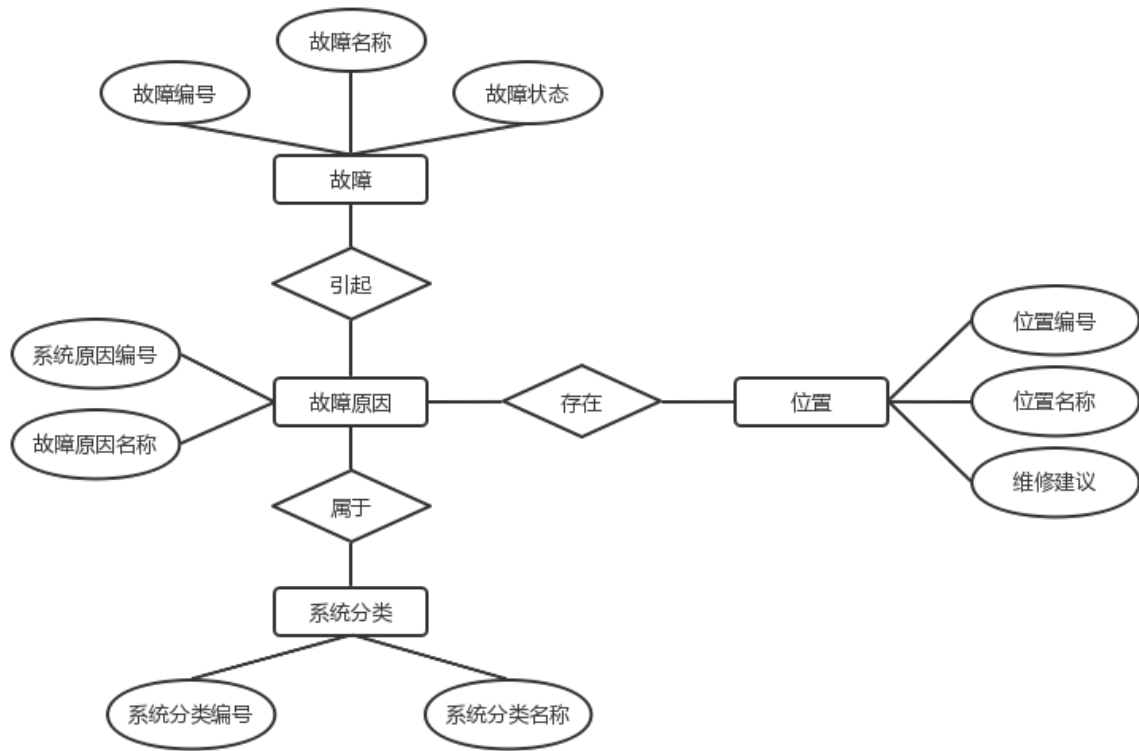 故障名称
故障编号
故障状态
故障
引起
系统原因编号
位置编号
故障原因
存在
位置
位置名称
故障原因名称
维修建议
属于
系统分类
系统分类编号
系统分类名称